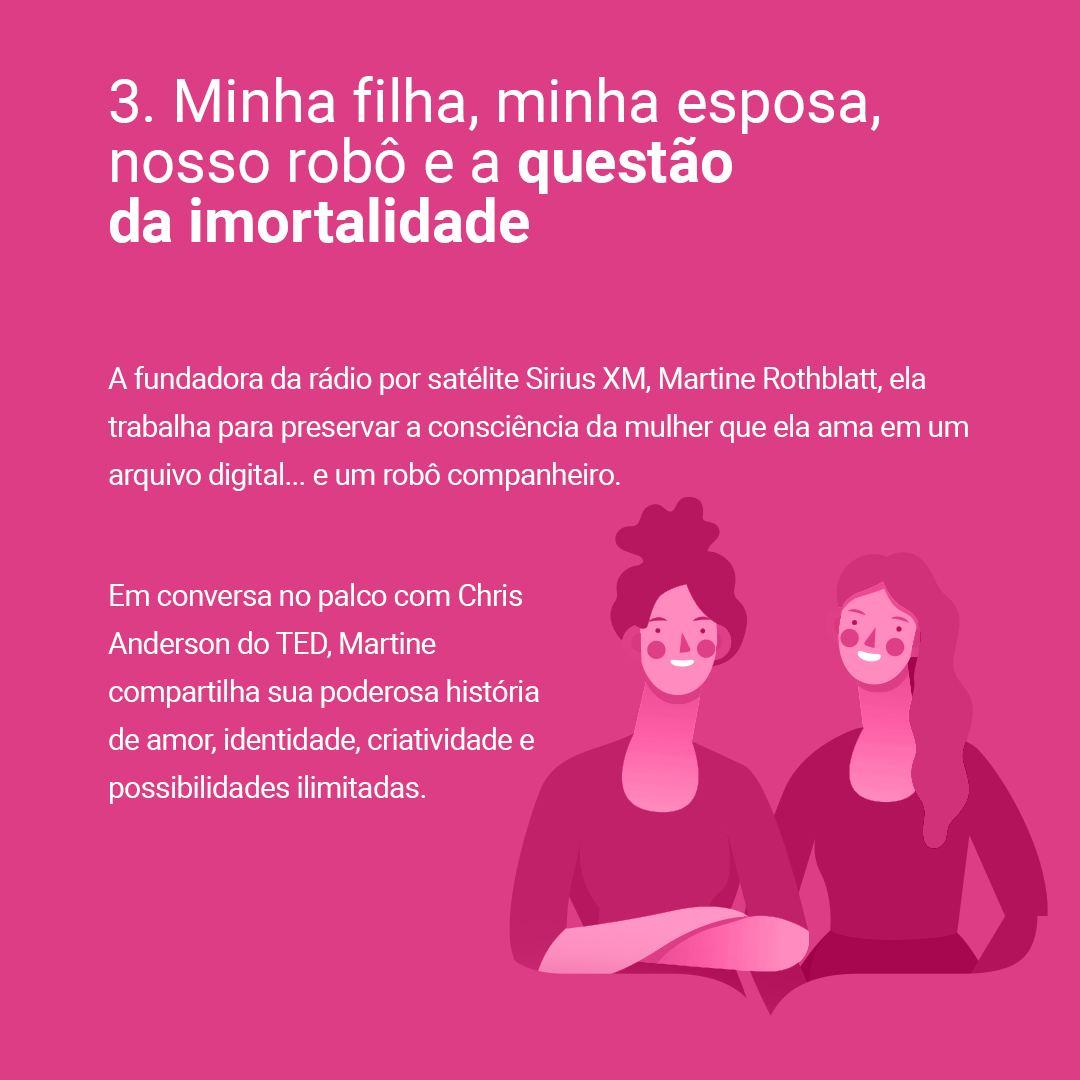 3. Minha filha, minha esposa,
nosso robô e a questão
da imortalidade
A fundadora da rádio por satélite Sirius XM, Martine Rothblatt, ela
trabalha para preservar a consciência da mulher que ela ama em um
arquivo digital... e um robô companheiro.
Em conversa no palco com Chris
Anderson do TED, Martine
compartilha sua poderosa história
de amor, identidade, criatividade e
possibilidades ilimitadas.